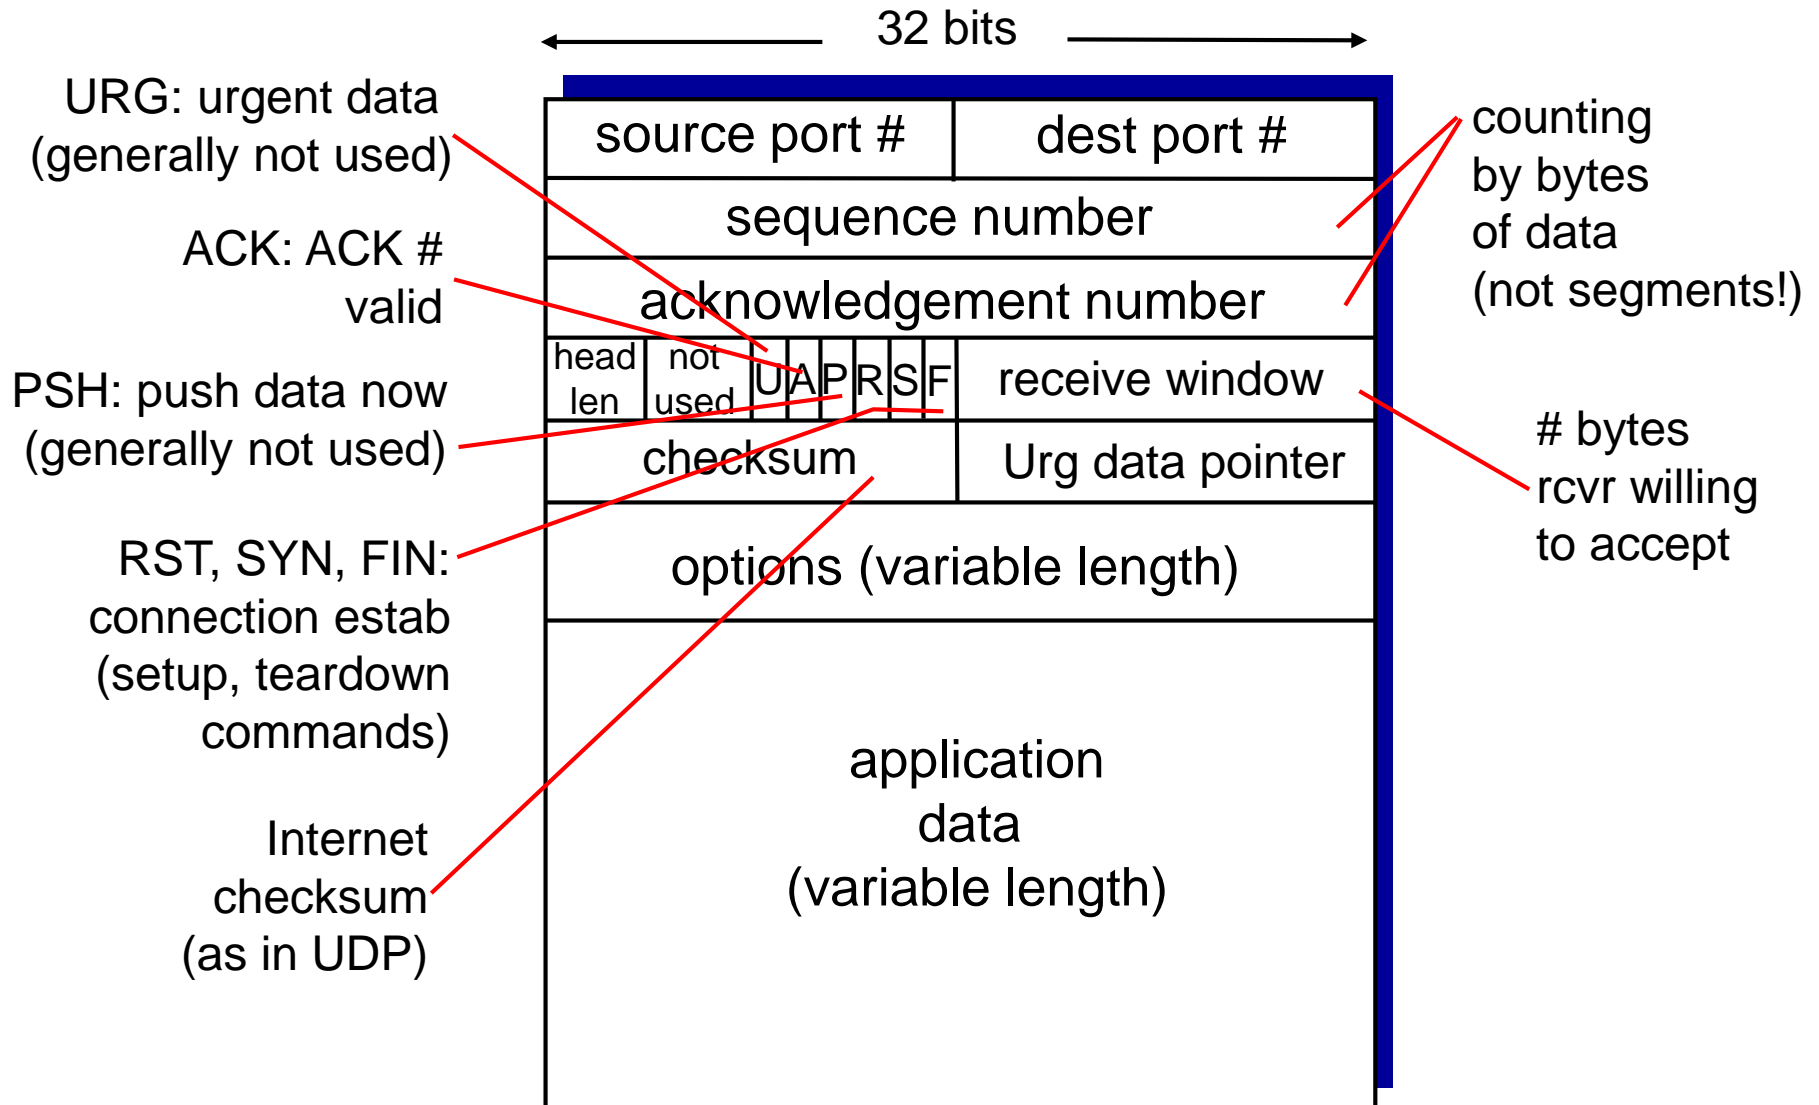 32 bits
URG: urgent data
(generally not used)
ACK: ACK #
valid
PSH: push data now
(generally not used)
RST, SYN, FIN:
connection estab
(setup, teardown
commands)
Internet
checksum
(as in UDP)
source port #
dest port #
sequence number
acknowledgement number
head
len
not
used
U
A
P
R
S
F
receive window
checksum
Urg data pointer
options (variable length)
application
data
(variable length)
counting
by bytes
of data
(not segments!)
# bytes
rcvr willing
to accept